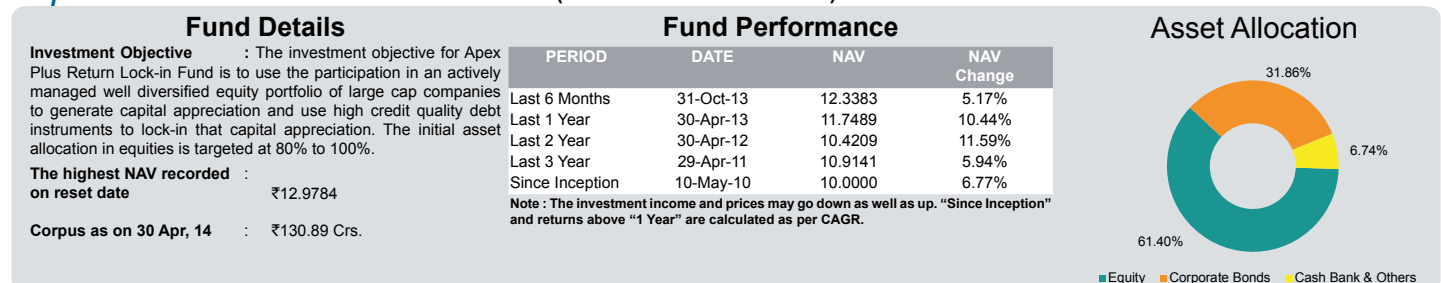 Fund Details
Investment Objective : The investment objective for Apex
Plus Return Lock-in Fund is to use the participation in an actively
managed well diversified equity portfolio of large cap companies
to generate capital appreciation and use high credit quality debt
instruments to lock-in that capital appreciation. The initial asset
allocation in equities is targeted at 80% to 100%.
The highest NAV recorded :
on reset date ₹12.9784
Corpus as on 30 Apr, 14 : ₹130.89 Crs.
Fund Performance
PERIOD DATE NAV NAV
Change
Last 6 Months 31-Oct-13 12.3383 5.17%
Last 1 Year 30-Apr-13 11.7489 10.44%
Last 2 Year 30-Apr-12 10.4209 11.59%
Last 3 Year 29-Apr-11 10.9141 5.94%
Since Inception 10-May-10 10.0000 6.77%
Note : The investment income and prices may go down as well as up. “Since Inception”
and returns above “1 Year” are calculated as per CAGR.
Asset Allocation
31.86%
6.74%
61.40%
Equity Corporate Bonds Cash Bank & Others